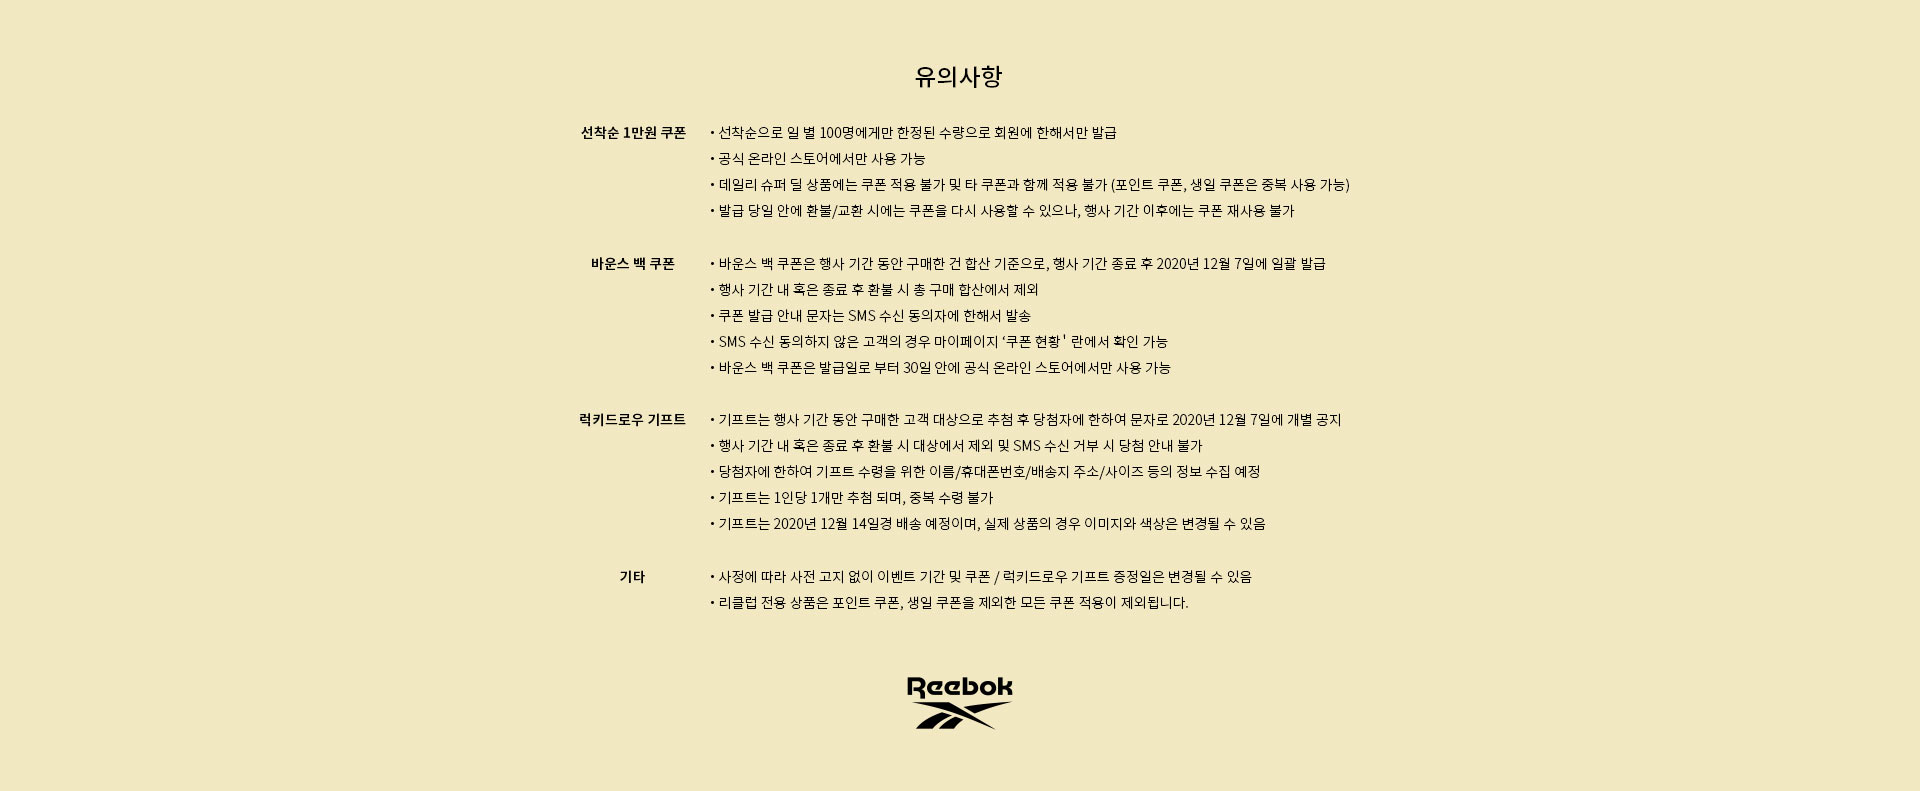 유의사항
선착순 1만원 쿠폰
• 선착순으로 일 별 100명에게만 한정된 수량으로 회원에 한해서만 발급
• 공식 온라인 스토어에서만 사용 가능
• 데일리 슈퍼 딜 상품에는 쿠폰 적용 불가 및 타 쿠폰과 함께 적용 불가 (포인트 쿠폰, 생일 쿠폰은 중복 사용 가능)
• 발급 당일 안에 환불/교환 시에는 쿠폰을 다시 사용할 수 있으나, 행사 기간 이후에는 쿠폰 재사용 불가
바운스 백 쿠폰
• 바운스 백 쿠폰은 행사 기간 동안 구매한 건 합산 기준으로, 행사 기간 종료 후 2020년 12월 7일에 일괄 발급
• 행사 기간 내 혹은 종료 후 환불 시 총 구매 합산에서 제외
• 쿠폰 발급 안내 문자는 SMS 수신 동의자에 한해서 발송
• SMS 수신 동의하지 않은 고객의 경우 마이페이지 ‘쿠폰 현황' 란에서 확인 가능
• 바운스 백 쿠폰은 발급일로 부터 30일 안에 공식 온라인 스토어에서만 사용 가능
럭키드로우 기프트
• 기프트는 행사 기간 동안 구매한 고객 대상으로 추첨 후 당첨자에 한하여 문자로 2020년 12월 7일에 개별 공지
• 행사 기간 내 혹은 종료 후 환불 시 대상에서 제외 및 SMS 수신 거부 시 당첨 안내 불가
• 당첨자에 한하여 기프트 수령을 위한 이름/휴대폰번호/배송지 주소/사이즈 등의 정보 수집 예정
• 기프트는 1인당 1개만 추첨 되며, 중복 수령 불가
• 기프트는 2020년 12월 14일경 배송 예정이며, 실제 상품의 경우 이미지와 색상은 변경될 수 있음
기타
• 사정에 따라 사전 고지 없이 이벤트 기간 및 쿠폰 / 럭키드로우 기프트 증정일은 변경될 수 있음
• 리클럽 전용 상품은 포인트 쿠폰, 생일 쿠폰을 제외한 모든 쿠폰 적용이 제외됩니다.
Reebok